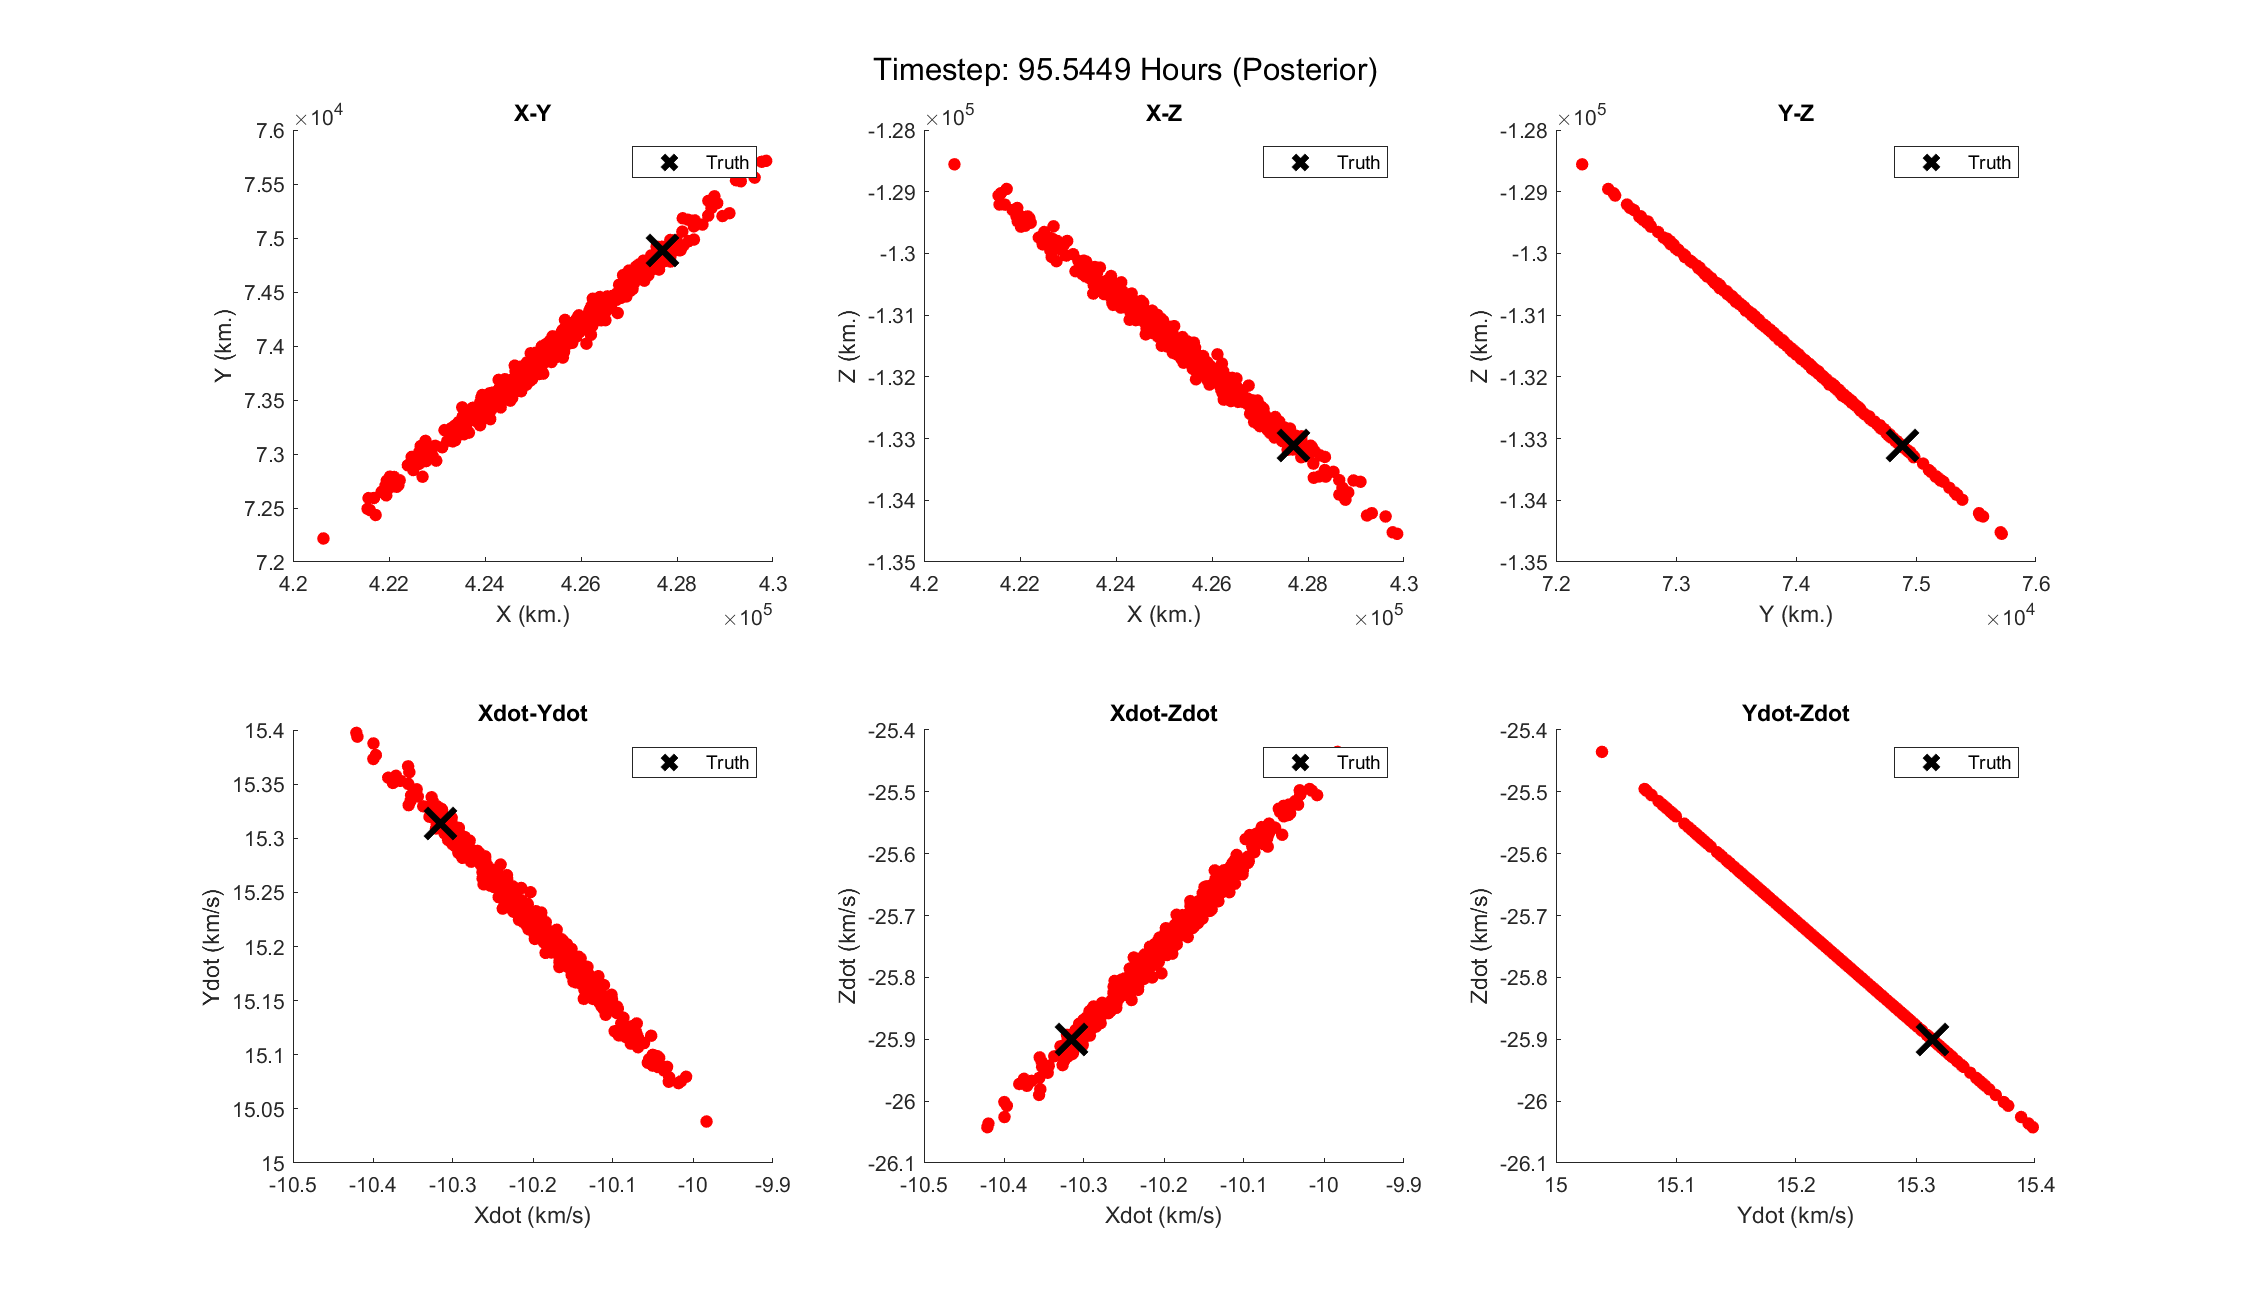 Timestep: 95.5449 Hours (Posterior)
X-Y
×10^4
7.6
7.55
7.5
7.45
7.4
7.35
7.3
7.25
7.2
Y (km.)
Truth
4.2 4.22 4.24 4.26 4.28 4.3
X (km.)
×10^5
X-Z
×10^5
-1.28
-1.29
-1.3
-1.31
-1.32
-1.33
-1.34
-1.35
Z (km.)
Truth
4.2 4.22 4.24 4.26 4.28 4.3
X (km.)
×10^5
Y-Z
×10^5
-1.28
-1.29
-1.3
-1.31
-1.32
-1.33
-1.34
-1.35
Z (km.)
Truth
7.2 7.3 7.4 7.5 7.6
Y (km.)
×10^4
Xdot-Ydot
15.4
15.35
15.3
15.25
15.2
15.15
15.1
15.05
15
Ydot (km/s)
Truth
-10.5 -10.4 -10.3 -10.2 -10.1 -10 -9.9
Xdot (km/s)
Xdot-Zdot
-25.4
-25.5
-25.6
-25.7
-25.8
-25.9
-26
-26.1
Zdot (km/s)
Truth
-10.5 -10.4 -10.3 -10.2 -10.1 -10 -9.9
Xdot (km/s)
Ydot-Zdot
-25.4
-25.5
-25.6
-25.7
-25.8
-25.9
-26
-26.1
Zdot (km/s)
Truth
15 15.1 15.2 15.3 15.4
Ydot (km/s)